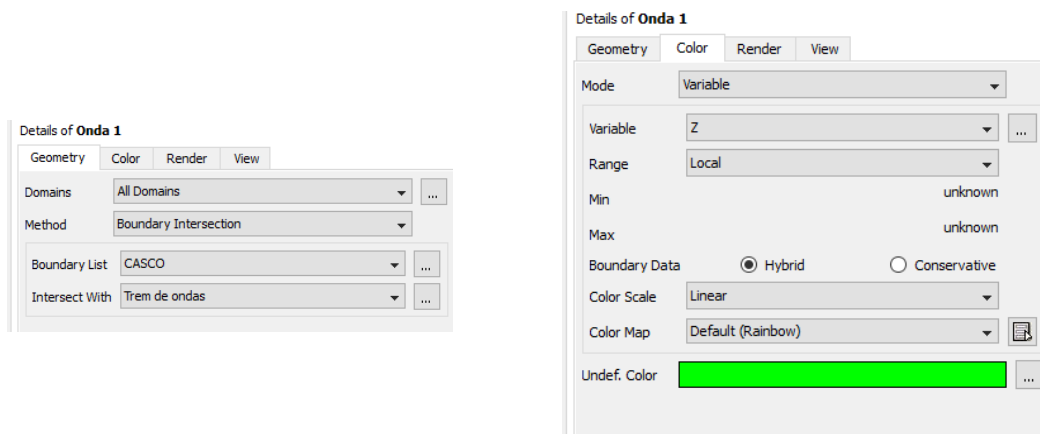 Details of Onda 1
Geometry Color Render View
Domains All Domains ...
Method Boundary Intersection
Boundary List CASCO ...
Intersect With Trem de ondas ...
Details of Onda 1
Geometry Color Render View
Mode Variable
Variable Z ...
Range Local
Min unknown
Max unknown
Boundary Data Hybrid Conservative
Color Scale Linear
Color Map Default (Rainbow)
Undef. Color ...